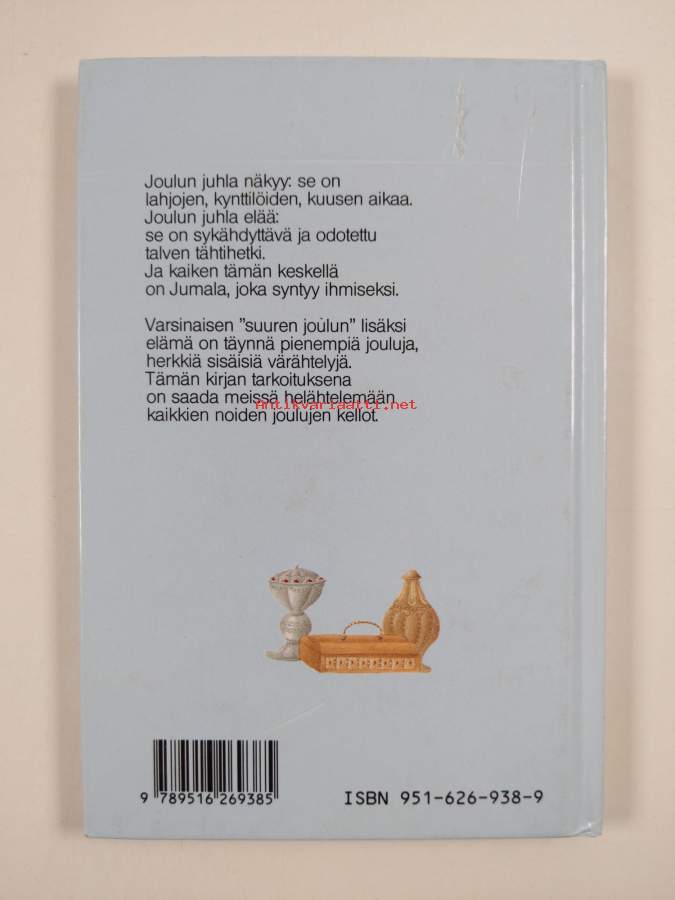 Joulun juhla näkyy: se on
lahjojen, kynttilöiden, kuusen aikaa.
Joulun juhla elää:
se on sykähdyttävä ja odotettu
talven tähtihetki.
Ja kaiken tämän keskellä
on Jumala, joka syntyy ihmiseksi.
Varsinaisen ”suuren joulun” lisäksi
elämä on täynnä pienempiä jouluja,
herkkiä sisäisiä värähtelyjä.
Tämän kirjan tarkoituksena
on saada meissä helähtelemään
Antikvariaatti.net
kaikkien noiden joulujen kellot.
9 789516 269385
ISBN 951-626-938-9